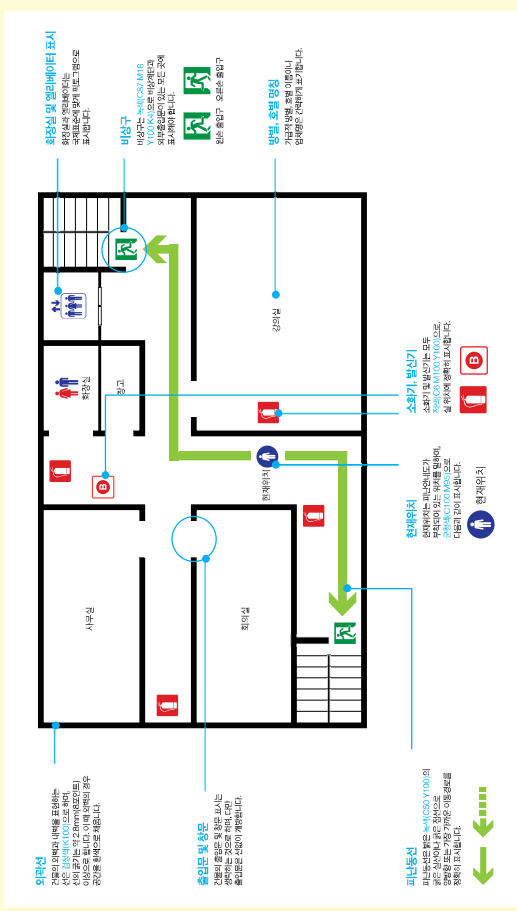 외곽선
건물의 외벽과 내벽을 표현하는
선은 검정색(K100)으로 하며,
선의 굵기는 약 2.8mm(8포인트)
이상으로 합니다. 이 때 외벽의 경우
공간을 흰색으로 채웁니다.
출입문 및 창문
건물의 출입문 및 창문 표시는
생략하는 것으로 하며, 다만
출입문은 선없이 개방합니다.
비상구
비상구는 녹색(C87 M18
Y100 K4)으로 비상계단과
외부출입문이 있는 모든 곳에
표시해야 합니다.
왼손 출입구
오른손 출입구
화장실 및 엘리베이터 표시
화장실과 엘리베이터는
국제표준에 맞게 픽토그램으로
표시합니다.
방별, 호별 명칭
가급적 방별, 호별 이름이나
업체명은 간략하게 표기합니다.
사무실
회의실
화장실
창고
강의실
현재위치
B
피난동선
피난동선은 밝은 녹색(C50 Y100)의
굵은 실선이나 굵은 점선으로
양방향 또는 가장 가까운 이동경로를
정확히 표시합니다.
현재위치
현재위치는 피난안내도가
부착되어 있는 위치를 말하며,
군청색(C100 M95)으로
다음과 같이 표시합니다.
현재위치
소화기, 발신기
소화기 및 발신기는 모두
적색(C6 M100 Y100)으로,
실 위치에 정확히 표시합니다.
B